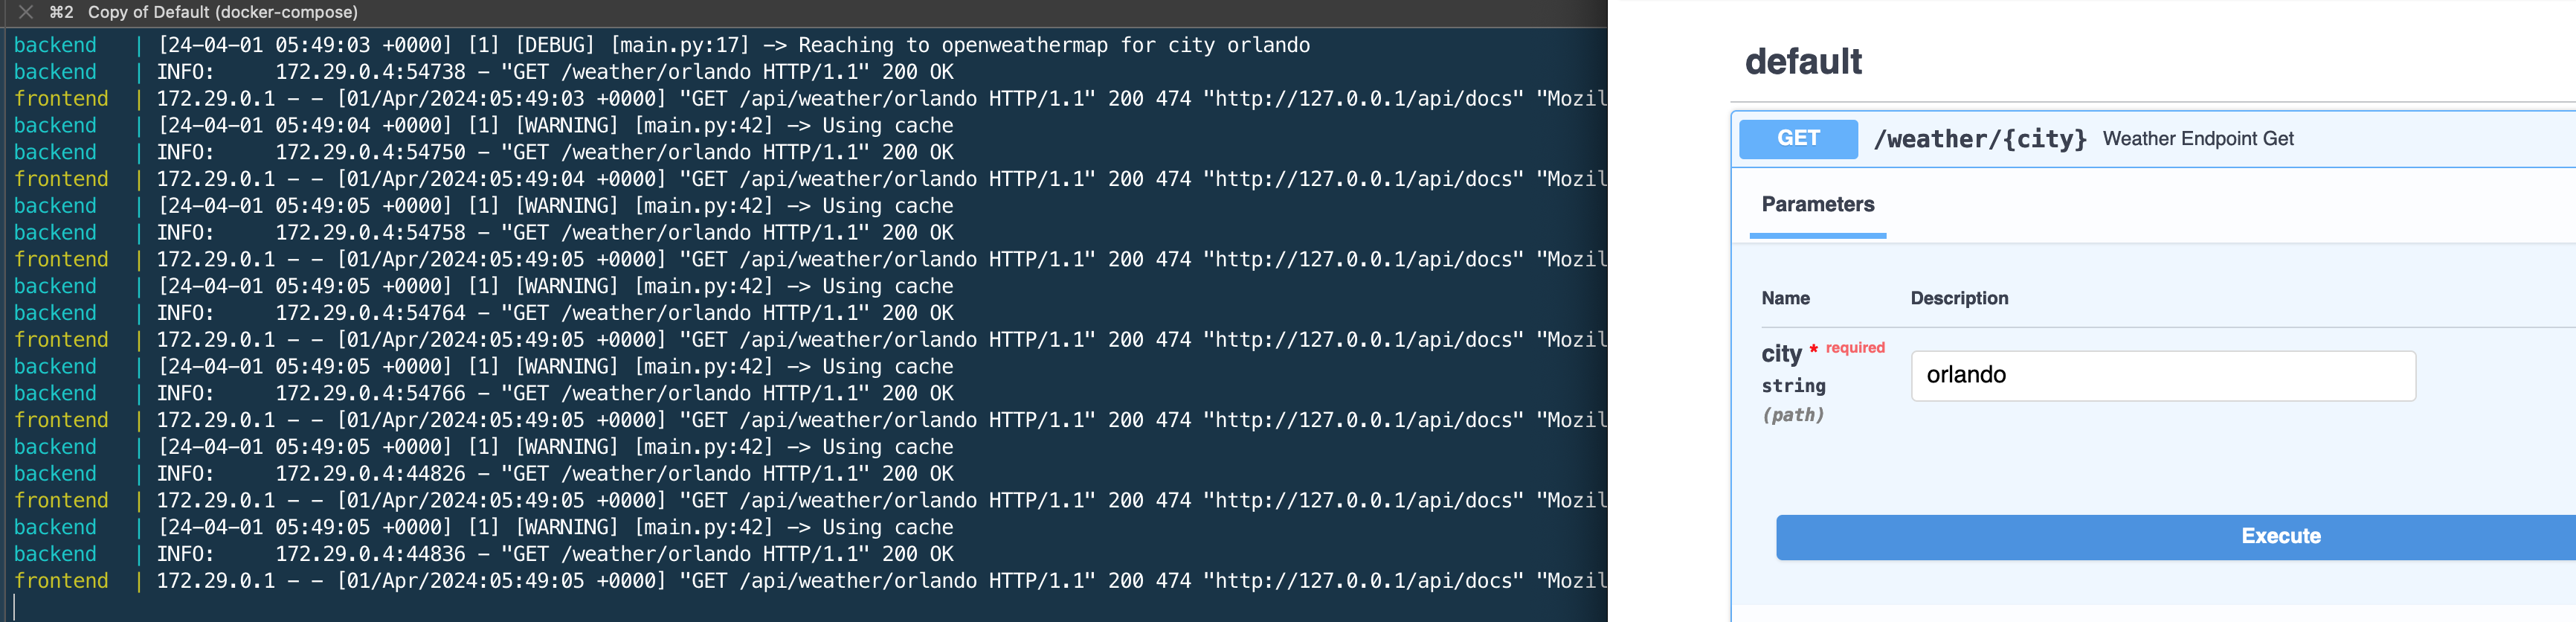 ⌘2 Copy of Default (docker-compose)
backend | [24-04-01 05:49:03 +0000] [1] [DEBUG] [main.py:17] -> Reaching to openweathermap for city orlando
backend | INFO: 172.29.0.4:54738 - "GET /weather/orlando HTTP/1.1" 200 OK
frontend | 172.29.0.1 - - [01/Apr/2024:05:49:03 +0000] "GET /api/weather/orlando HTTP/1.1" 200 474 "http://127.0.0.1/api/docs" "Mozil
backend | [24-04-01 05:49:04 +0000] [1] [WARNING] [main.py:42] -> Using cache
backend | INFO: 172.29.0.4:54750 - "GET /weather/orlando HTTP/1.1" 200 OK
frontend | 172.29.0.1 - - [01/Apr/2024:05:49:04 +0000] "GET /api/weather/orlando HTTP/1.1" 200 474 "http://127.0.0.1/api/docs" "Mozil
backend | [24-04-01 05:49:05 +0000] [1] [WARNING] [main.py:42] -> Using cache
backend | INFO: 172.29.0.4:54758 - "GET /weather/orlando HTTP/1.1" 200 OK
frontend | 172.29.0.1 - - [01/Apr/2024:05:49:05 +0000] "GET /api/weather/orlando HTTP/1.1" 200 474 "http://127.0.0.1/api/docs" "Mozil
backend | [24-04-01 05:49:05 +0000] [1] [WARNING] [main.py:42] -> Using cache
backend | INFO: 172.29.0.4:54764 - "GET /weather/orlando HTTP/1.1" 200 OK
frontend | 172.29.0.1 - - [01/Apr/2024:05:49:05 +0000] "GET /api/weather/orlando HTTP/1.1" 200 474 "http://127.0.0.1/api/docs" "Mozil
backend | [24-04-01 05:49:05 +0000] [1] [WARNING] [main.py:42] -> Using cache
backend | INFO: 172.29.0.4:54766 - "GET /weather/orlando HTTP/1.1" 200 OK
frontend | 172.29.0.1 - - [01/Apr/2024:05:49:05 +0000] "GET /api/weather/orlando HTTP/1.1" 200 474 "http://127.0.0.1/api/docs" "Mozil
backend | [24-04-01 05:49:05 +0000] [1] [WARNING] [main.py:42] -> Using cache
backend | INFO: 172.29.0.4:44826 - "GET /weather/orlando HTTP/1.1" 200 OK
frontend | 172.29.0.1 - - [01/Apr/2024:05:49:05 +0000] "GET /api/weather/orlando HTTP/1.1" 200 474 "http://127.0.0.1/api/docs" "Mozil
backend | [24-04-01 05:49:05 +0000] [1] [WARNING] [main.py:42] -> Using cache
backend | INFO: 172.29.0.4:44836 - "GET /weather/orlando HTTP/1.1" 200 OK
frontend | 172.29.0.1 - - [01/Apr/2024:05:49:05 +0000] "GET /api/weather/orlando HTTP/1.1" 200 474 "http://127.0.0.1/api/docs" "Mozil
default
GET /weather/{city} Weather Endpoint Get
Parameters
Name Description
city * required
string
(path)
orlando
Execute